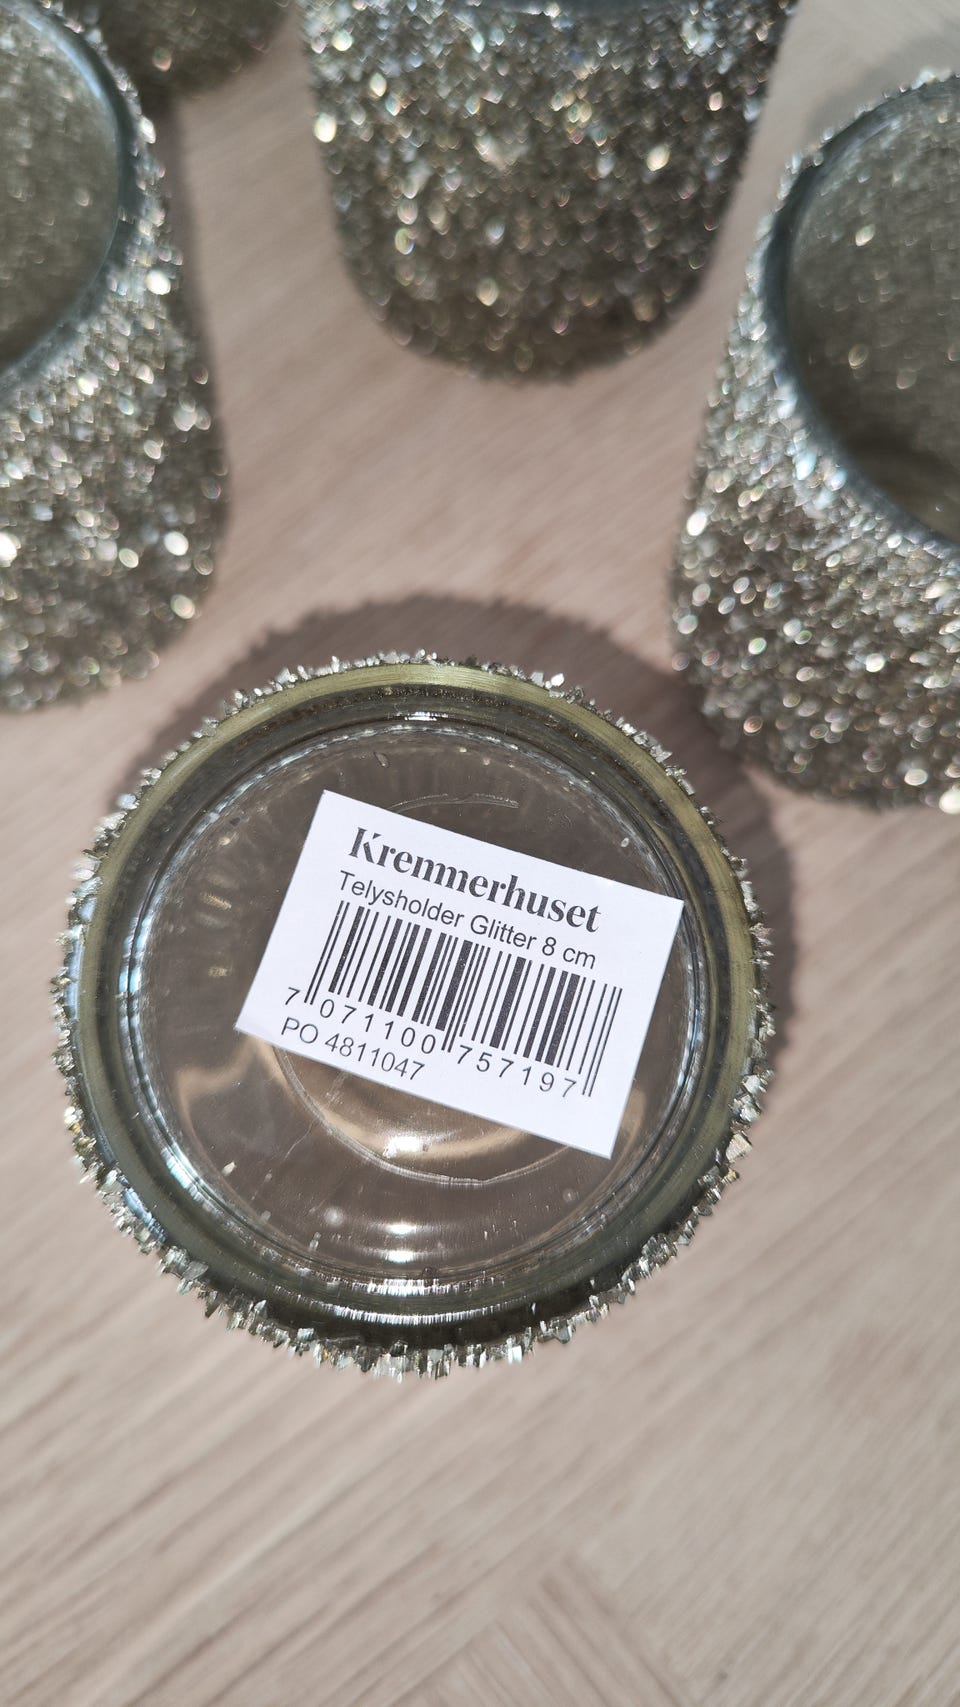 Kremmerhuset
Telysholder Glitter 8 cm
7 071100 757197
PO 4811047